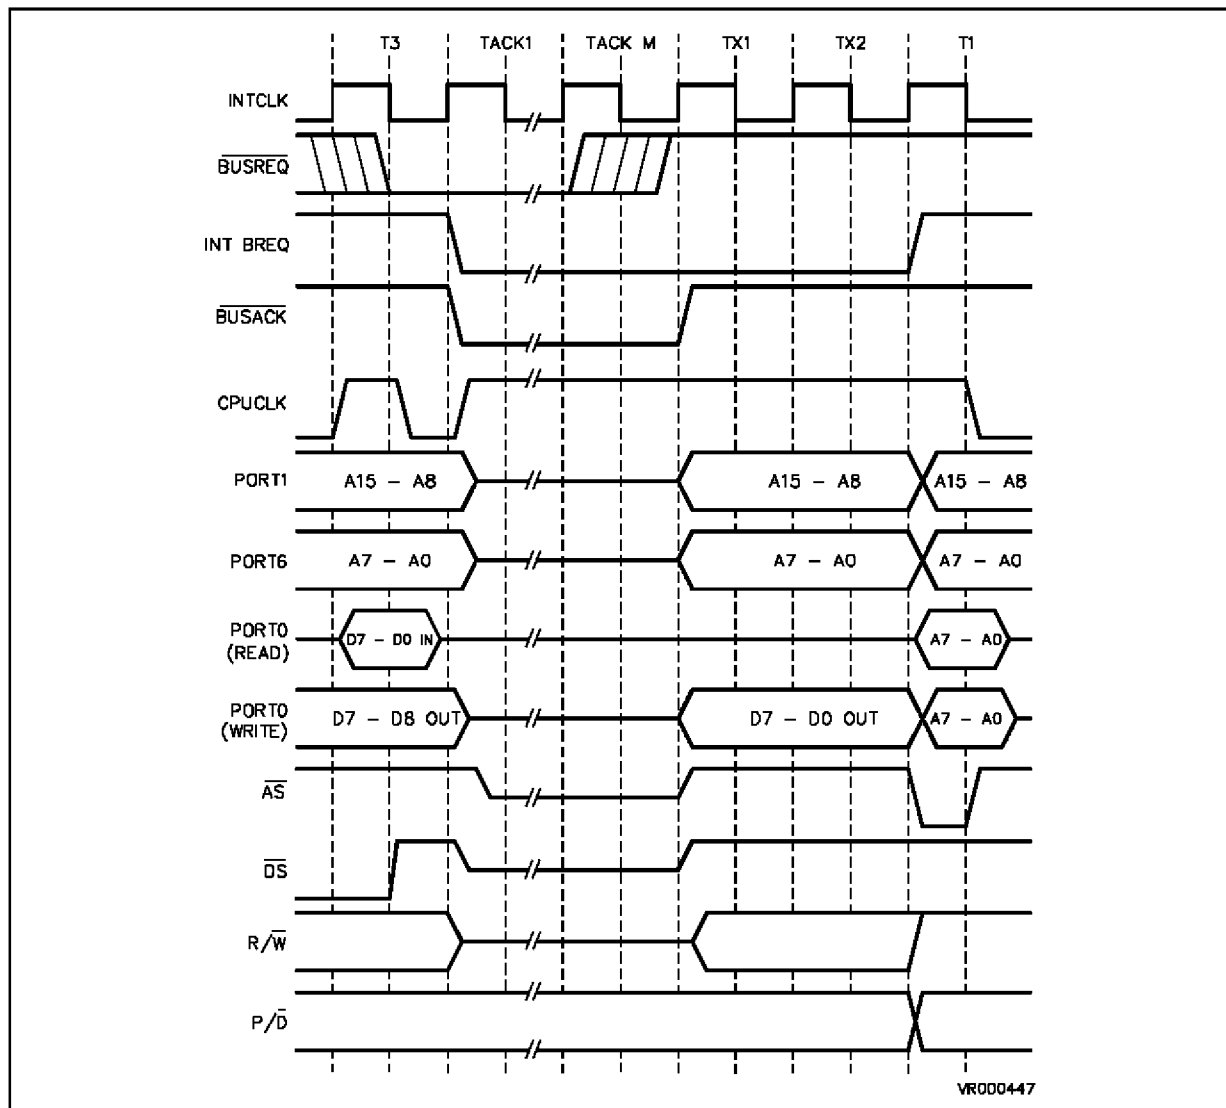 T3 TACK1 TACK M TX1 TX2 T1
INTCLK
BUSREQ
INT BREQ
BUSACK
CPUCLK
PORT1 A15 - A8 A15 - A8 A15 - A8
PORT6 A7 - A0 A7 - A0 A7 - A0
PORT0
(READ) D7 - D0 IN A7 - A0
PORT0
(WRITE) D7 - D8 OUT D7 - D0 OUT A7 - A0
AS
DS
R/W
P/D
VR000447